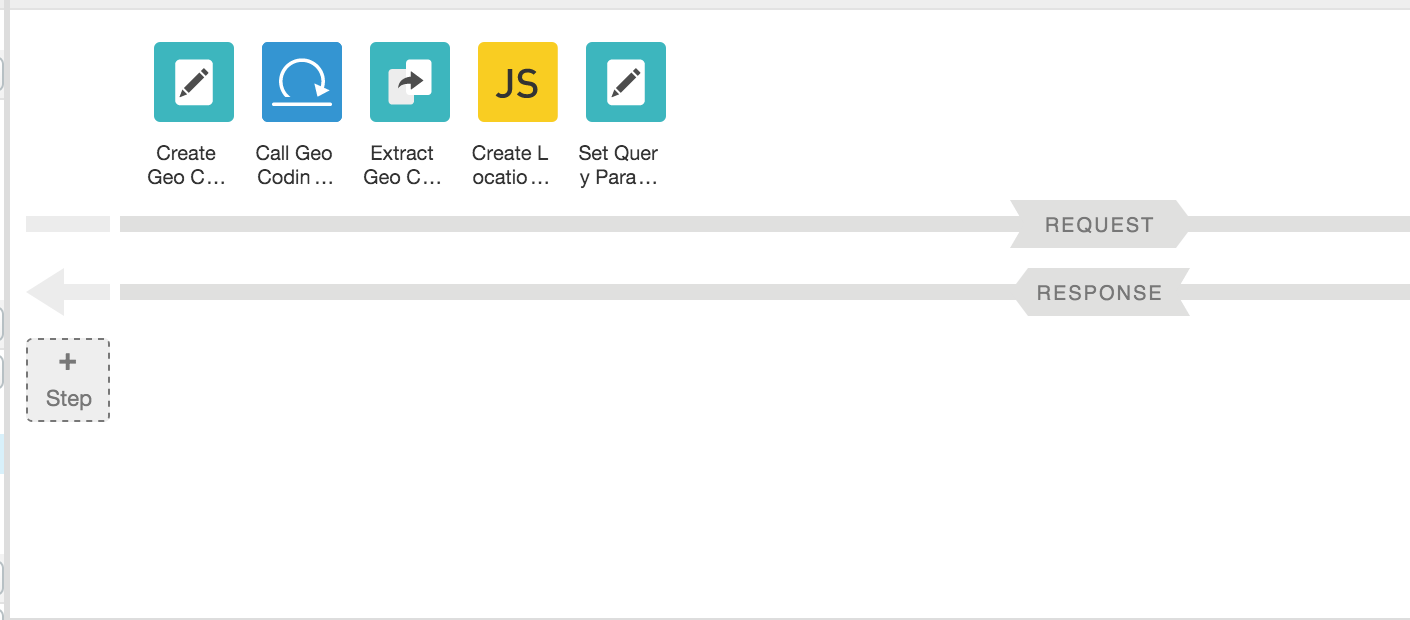 JS
Create
Geo C...
Call Geo
Codin ...
Extract
Geo C...
Create L
ocatio ...
Set Quer
y Para...
REQUEST
RESPONSE
+
Step